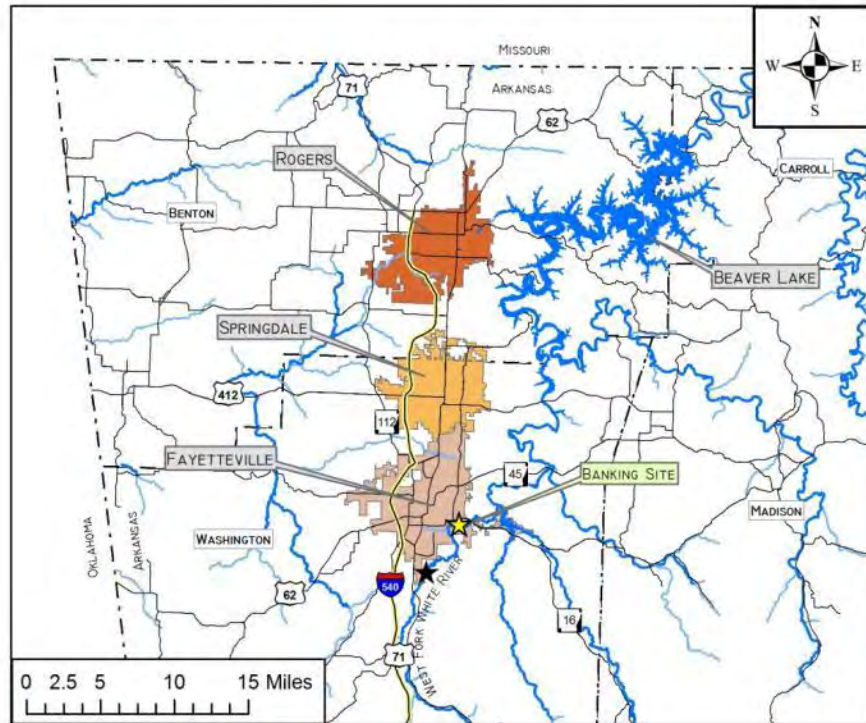 N
W E
S
MISSOURI
ARKANSAS
71
62
ROGERS
CARROLL
BENTON
BEAVER LAKE
SPRINGDALE
412
112
FAYETTEVILLE
45
BANKING SITE
MADISON
WASHINGTON
OKLAHOMA
ARKANSAS
540
62
WEST FORK WHITE RIVER
16
71
0 2.5 5 10 15 Miles